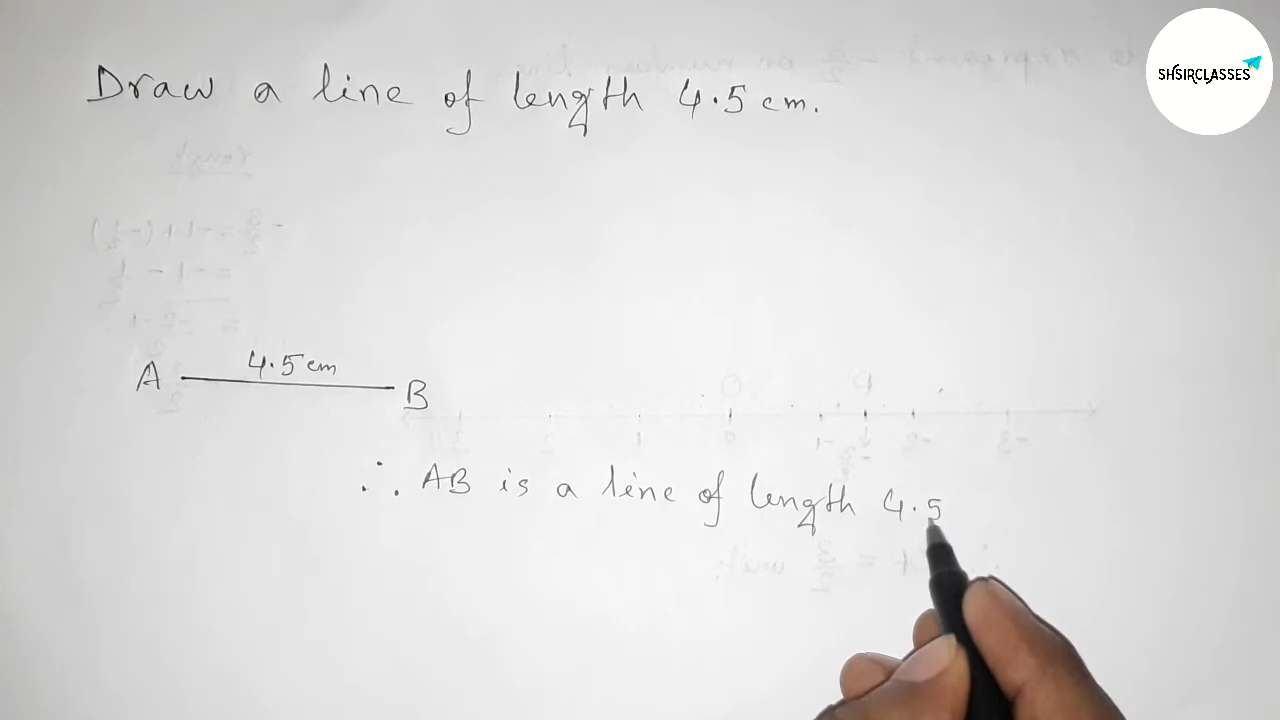 SHSIRCLASSES
Draw a line of length 4.5 cm.
4.5 cm
A B
∴ AB is a line of length 4.5